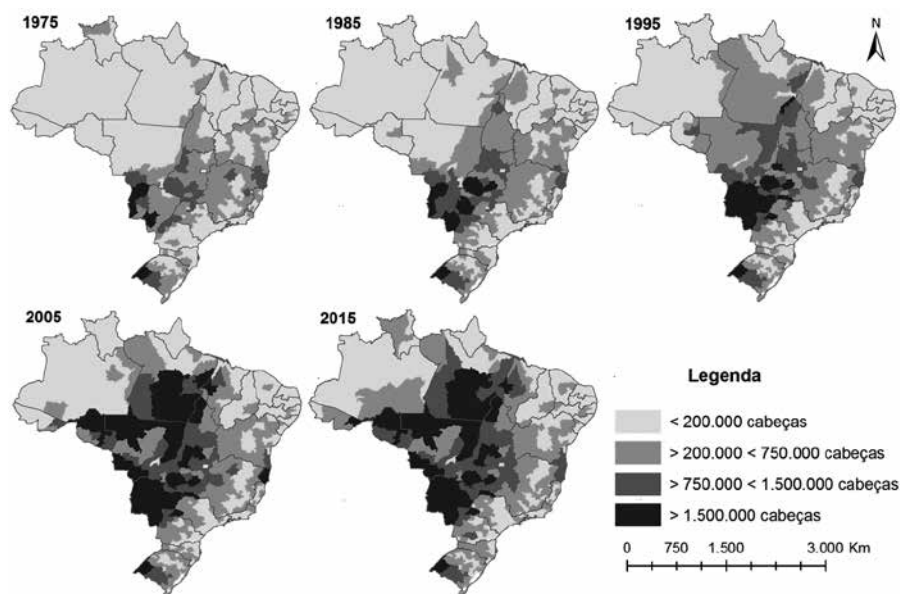 1975
1985
1995
N
2005
2015
Legenda
< 200.000 cabeças
> 200.000 < 750.000 cabeças
> 750.000 < 1.500.000 cabeças
> 1.500.000 cabeças
0 750 1.500 3.000 Km